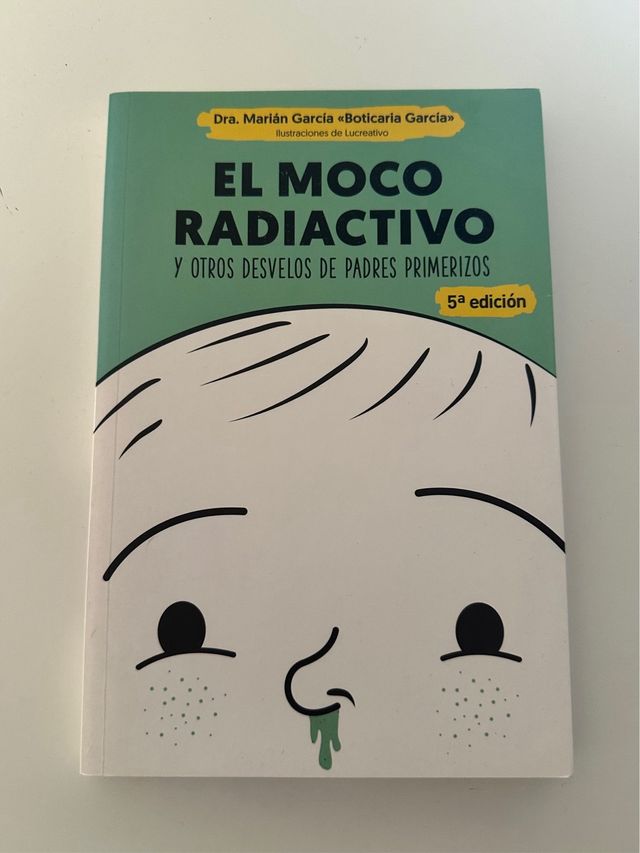 Dra. Marián García «Boticaria García»
Ilustraciones de Lucreativo
EL MOCO
RADIACTIVO
Y OTROS DESVELOS DE PADRES PRIMERIZOS
5ª edición